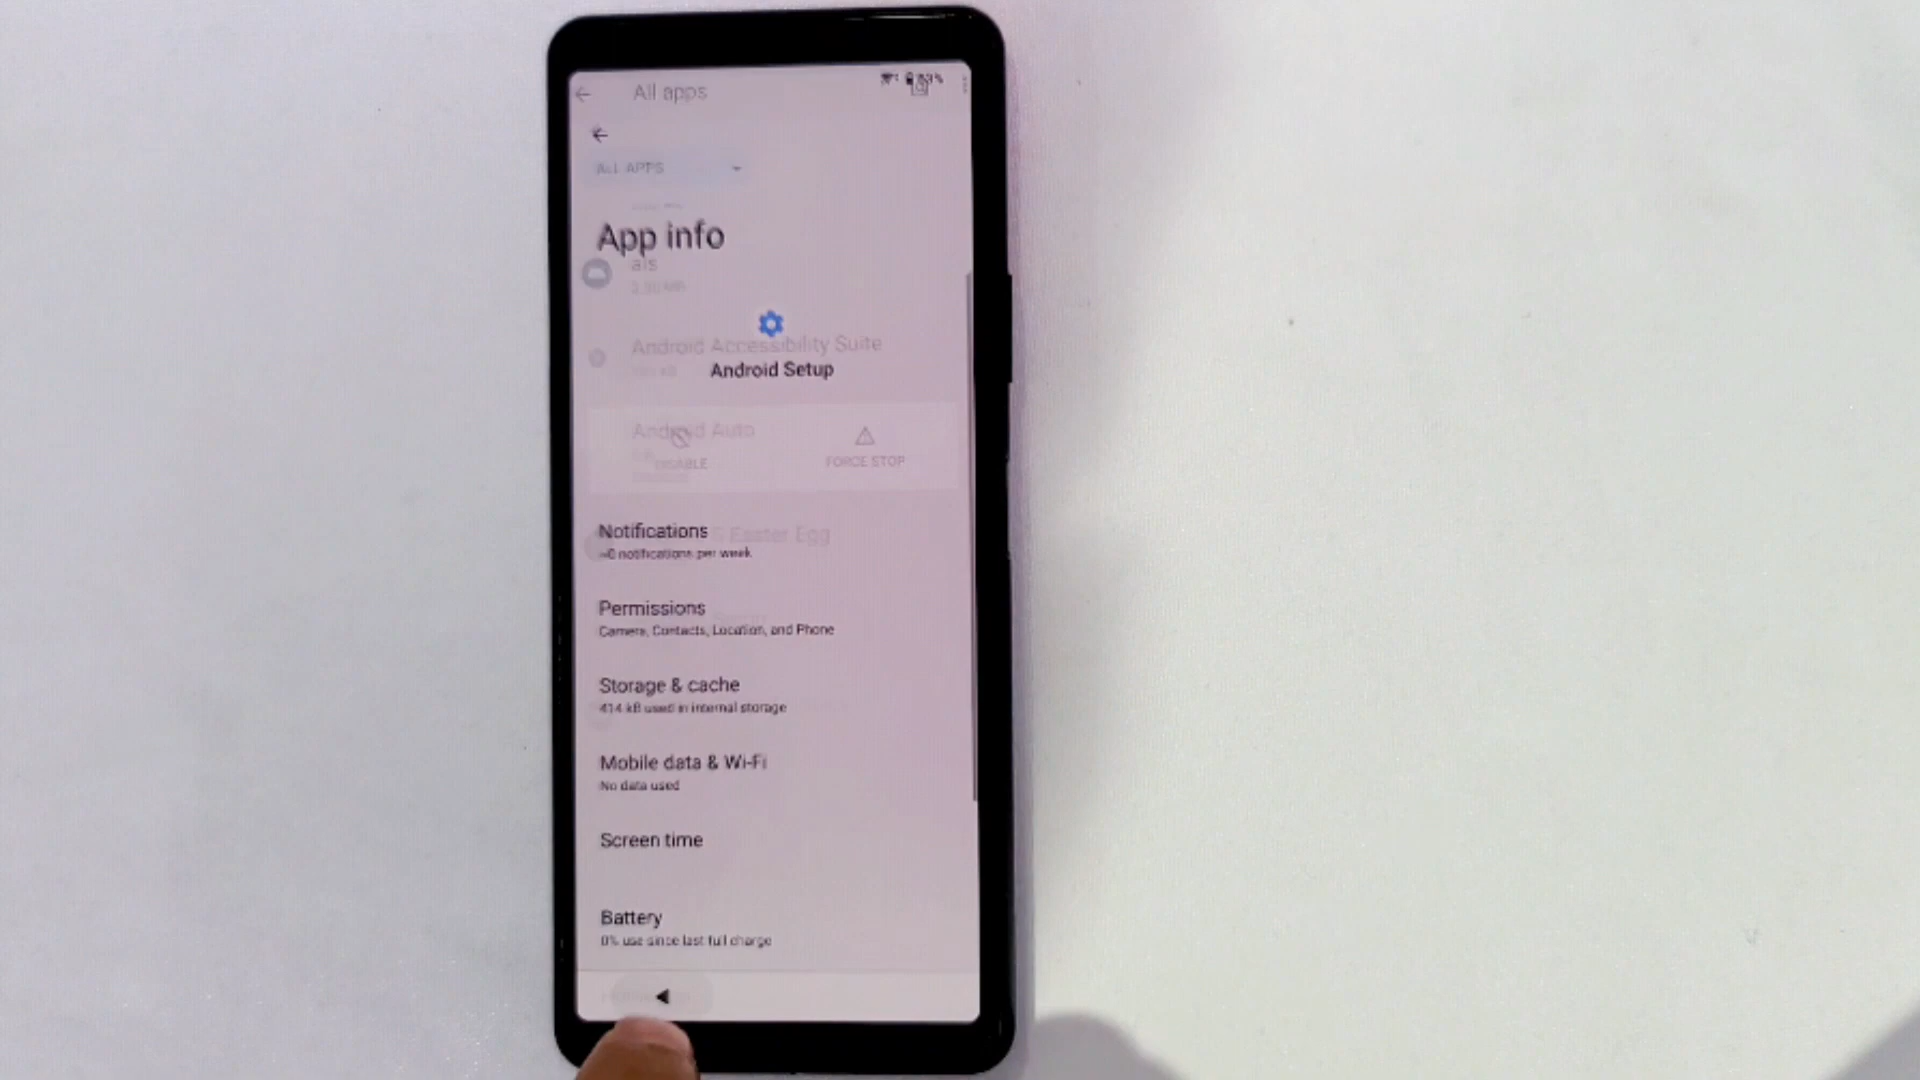 All apps
ALL APPS
App info
als
Android Accessibility Suite
Android Setup
Android Auto
DISABLE
FORCE STOP
Notifications
Easter Egg
~0 notifications per week
Permissions
Camera, Contacts, Location, and Phone
Storage & cache
414 kB used in internal storage
Mobile data & Wi-Fi
No data used
Screen time
Battery
0% use since last full charge